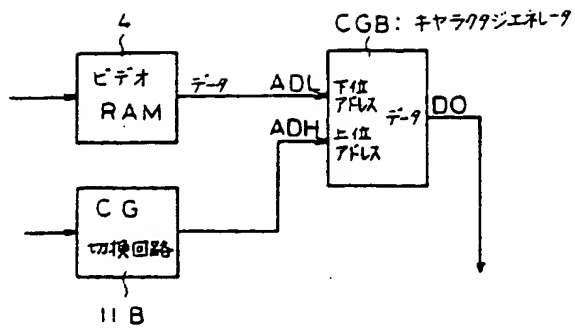 4
CGB: キャラクタジエネレータ
ビデオ
RAM
データ
ADL
下位
アドレス
データ
DO
ADH
上位
アドレス
CG
切換回路
11B